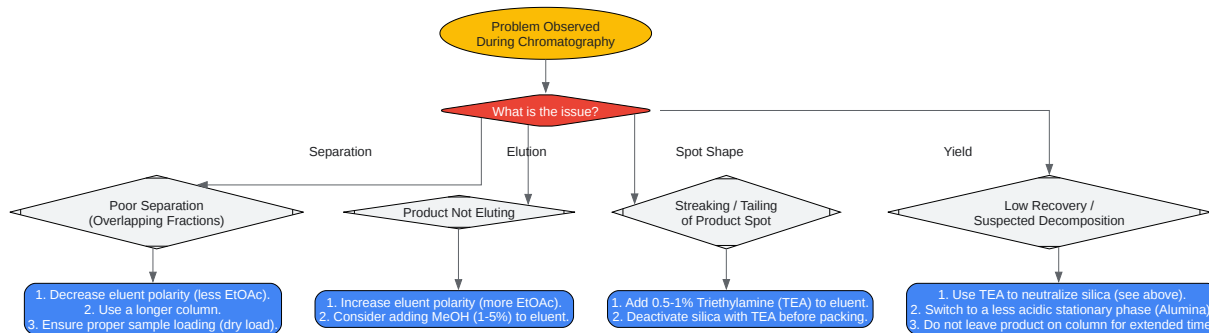 Problem Observed
During Chromatography
What is the issue?
Separation
Elution
Spot Shape
Yield
Poor Separation
(Overlapping Fractions)
Product Not Eluting
Streaking / Tailing
of Product Spot
Low Recovery /
Suspected Decomposition
1. Decrease eluent polarity (less EtOAc).
2. Use a longer column.
3. Ensure proper sample loading (dry load).
1. Increase eluent polarity (more EtOAc).
2. Consider adding MeOH (1-5%) to eluent.
1. Add 0.5-1% Triethylamine (TEA) to eluent.
2. Deactivate silica with TEA before packing.
1. Use TEA to neutralize silica (see above).
2. Switch to a less acidic stationary phase (Alumina)
3. Do not leave product on column for extended time